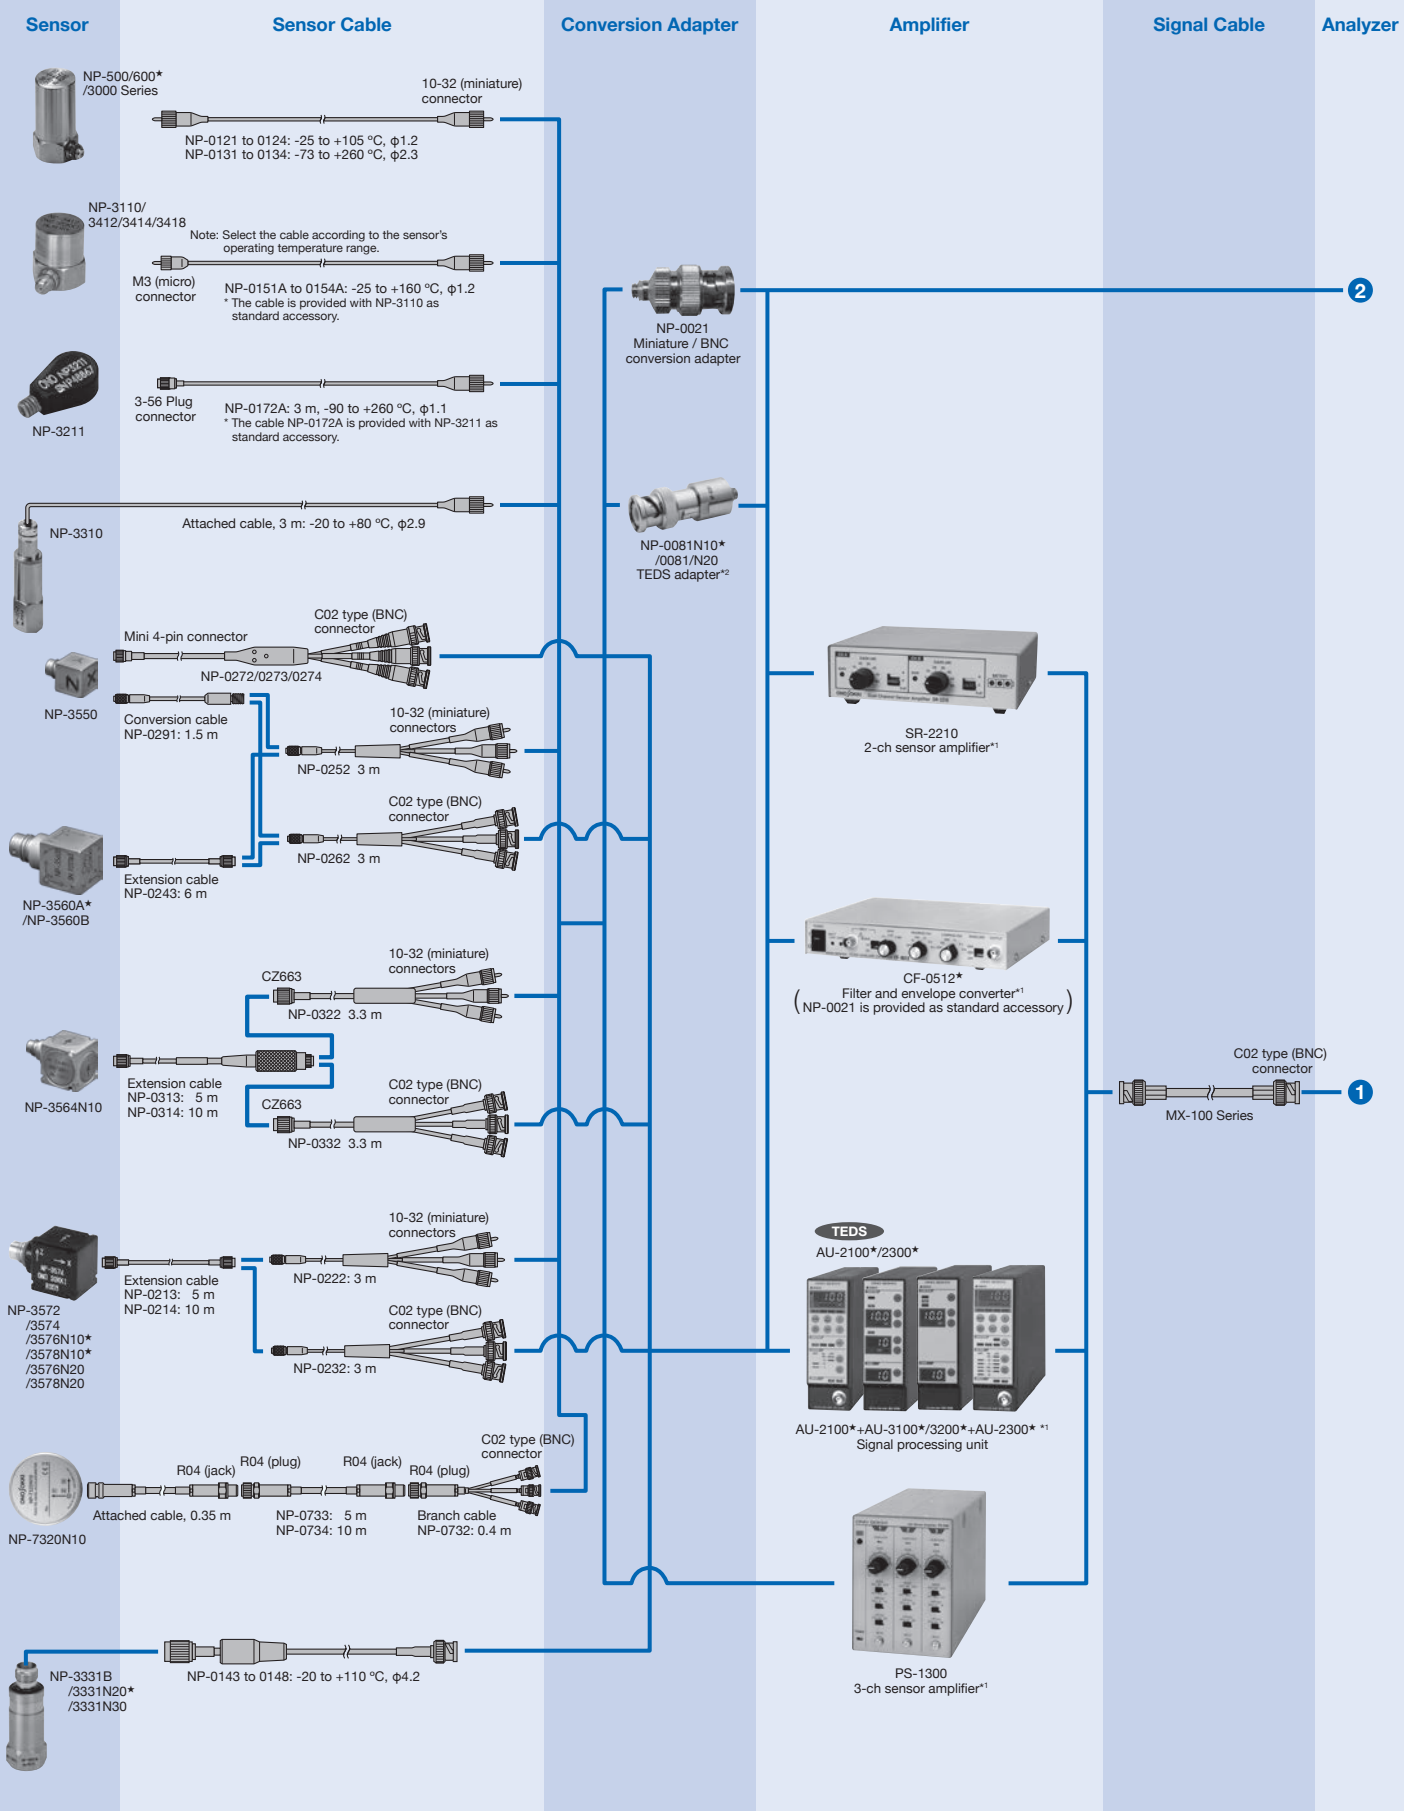 Sensor
Sensor Cable
Conversion Adapter
Amplifier
Signal Cable
Analyzer
NP-500/600★
/3000 Series
10-32 (miniature)
connector
NP-0121 to 0124: -25 to +105 ºC, φ1.2
NP-0131 to 0134: -73 to +260 ºC, φ2.3
NP-3110/
3412/3414/3418
Note: Select the cable according to the sensor's
operating temperature range.
M3 (micro)
connector
NP-0151A to 0154A: -25 to +160 ºC, φ1.2
* The cable is provided with NP-3110 as
standard accessory.
NP-0021
Miniature / BNC
conversion adapter
2
ONO NP3211
NP-3211
3-56 Plug
connector
NP-0172A: 3 m, -90 to +260 ºC, φ1.1
* The cable NP-0172A is provided with NP-3211 as
standard accessory.
NP-3310
Attached cable, 3 m: -20 to +80 ºC, φ2.9
NP-0081N10★
/0081/N20
TEDS adapter*2
Mini 4-pin connector
C02 type (BNC)
connector
NP-0272/0273/0274
Z X
NP-3550
Conversion cable
NP-0291: 1.5 m
10-32 (miniature)
connectors
NP-0252 3 m
SR-2210
2-ch sensor amplifier*1
C02 type (BNC)
connector
NP-0262 3 m
Extension cable
NP-0243: 6 m
NP-3560A★
/NP-3560B
CF-0512★
Filter and envelope converter*1
(NP-0021 is provided as standard accessory)
10-32 (miniature)
connectors
CZ663
NP-0322 3.3 m
NP-3564N10
Extension cable
NP-0313: 5 m
NP-0314: 10 m
C02 type (BNC)
connector
CZ663
NP-0332 3.3 m
C02 type (BNC)
connector
MX-100 Series
1
10-32 (miniature)
connectors
NP-0222: 3 m
Extension cable
NP-0213: 5 m
NP-0214: 10 m
NP-3572
/3574
/3576N10★
/3578N10★
/3576N20
/3578N20
C02 type (BNC)
connector
NP-0232: 3 m
TEDS
AU-2100★/2300★
AU-2100★+AU-3100★/3200★+AU-2300★ *1
Signal processing unit
C02 type (BNC)
connector
R04 (jack)
R04 (plug)
R04 (jack)
R04 (plug)
Attached cable, 0.35 m
NP-0733: 5 m
NP-0734: 10 m
Branch cable
NP-0732: 0.4 m
NP-7320N10
PS-1300
3-ch sensor amplifier*1
NP-3331B
/3331N20★
/3331N30
NP-0143 to 0148: -20 to +110 ºC, φ4.2